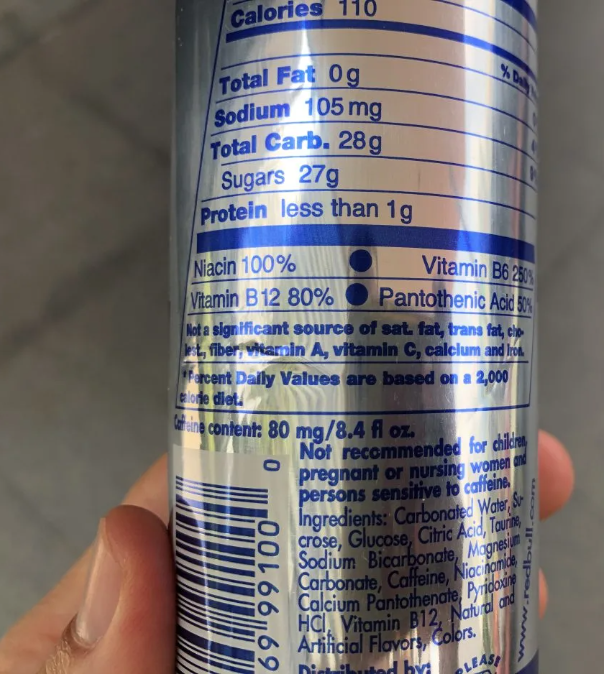 Calories 110
% Daily
Total Fat 0g
Sodium 105mg
Total Carb. 28g
Sugars 27g
Protein less than 1g
Niacin 100% ● Vitamin B6 250%
Vitamin B12 80% ● Pantothenic Acid 50%
Not a significant source of sat. fat, trans fat, cho-
lest., fiber, vitamin A, vitamin C, calcium and iron.
*Percent Daily Values are based on a 2,000
calorie diet.
Caffeine content: 80 mg/8.4 fl oz.
Not recommended for children,
pregnant or nursing women and
persons sensitive to caffeine.
Ingredients: Carbonated Water, Su-
crose, Glucose, Citric Acid, Taurine,
Sodium Bicarbonate, Magnesium
Carbonate, Caffeine, Niacinamide,
Calcium Pantothenate, Pyridoxine
HCl, Vitamin B12, Natural and
Artificial Flavors, Colors.
Distributed by:
PLEASE
www.redbull.com
69 99100 0